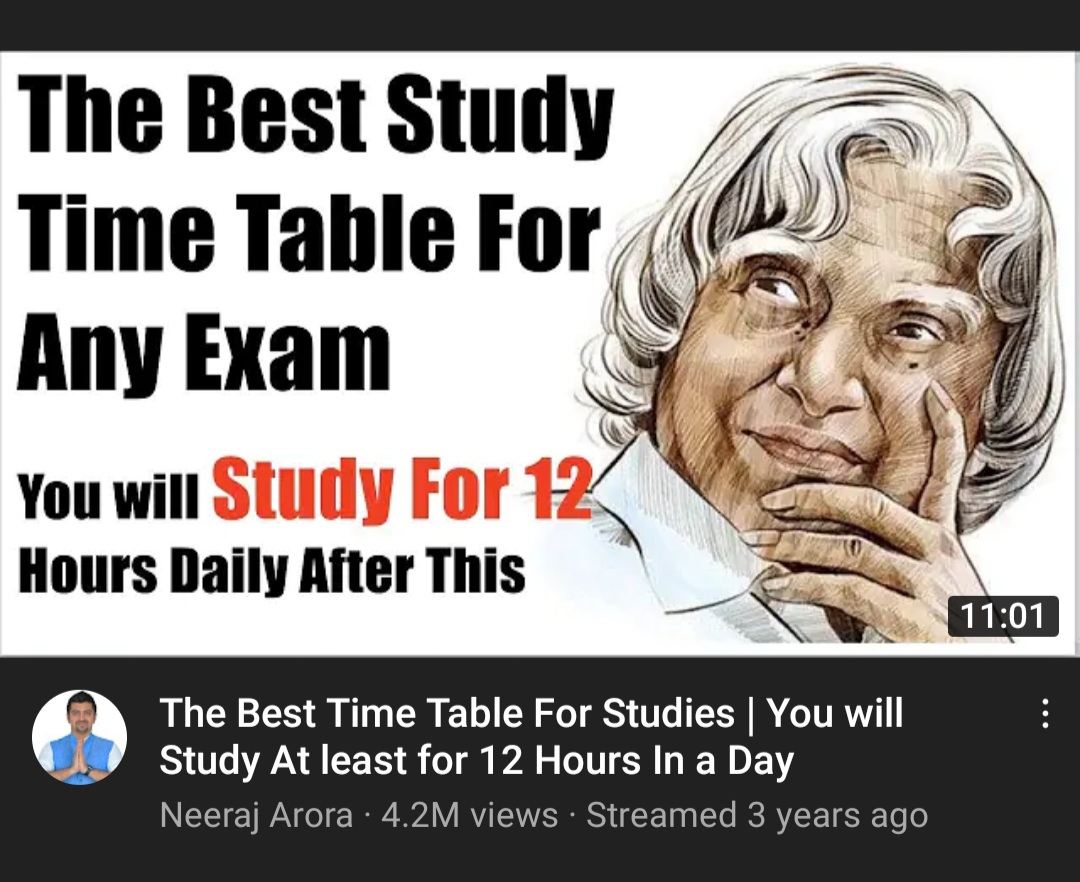 The Best Study
Time Table For
Any Exam
You will Study For 12
Hours Daily After This
11:01
The Best Time Table For Studies | You will
Study At least for 12 Hours In a Day
Neeraj Arora · 4.2M views · Streamed 3 years ago